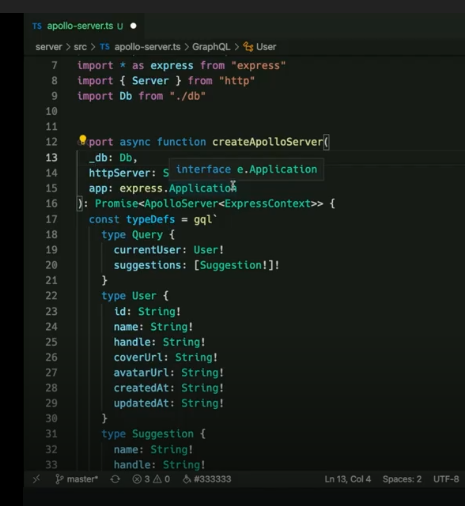 TS apollo-server.ts U ●
server > src > TS apollo-server.ts > GraphQL > User
7 import * as express from "express"
8 import { Server } from "http"
9 import Db from "./db"
10
11
12 port async function createApolloServer(
13 _db: Db,
14 httpServer: S
interface e.Application
15 app: express.Application
16 ): Promise<ApolloServer<ExpressContext>> {
17 const typeDefs = gql`
18 type Query {
19 currentUser: User!
20 suggestions: [Suggestion!]!
21 }
22 type User {
23 id: String!
24 name: String!
25 handle: String!
26 coverUrl: String!
27 avatarUrl: String!
28 createdAt: String!
29 updatedAt: String!
30 }
31 type Suggestion {
32 name: String!
33 handle: String!
master* 3 0 #333333 Ln 13, Col 4 Spaces: 2 UTF-8